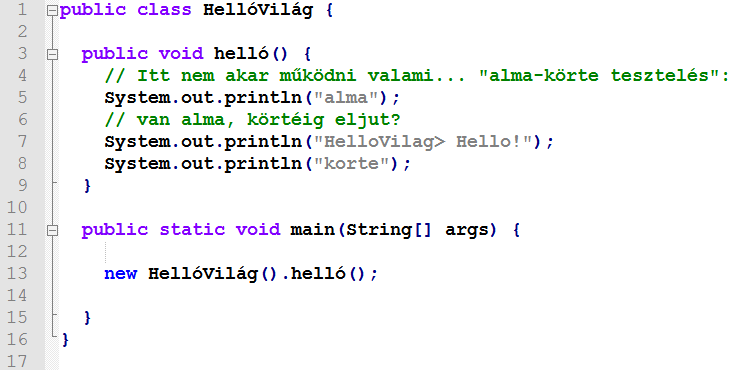 1 public class HellóVilág {
2
3 public void helló() {
4 // Itt nem akar működni valami... "alma-körte tesztelés":
5 System.out.println("alma");
6 // van alma, körtéig eljut?
7 System.out.println("HelloVilag> Hello!");
8 System.out.println("korte");
9 }
10
11 public static void main(String[] args) {
12
13 new HellóVilág().helló();
14
15 }
16 }
17